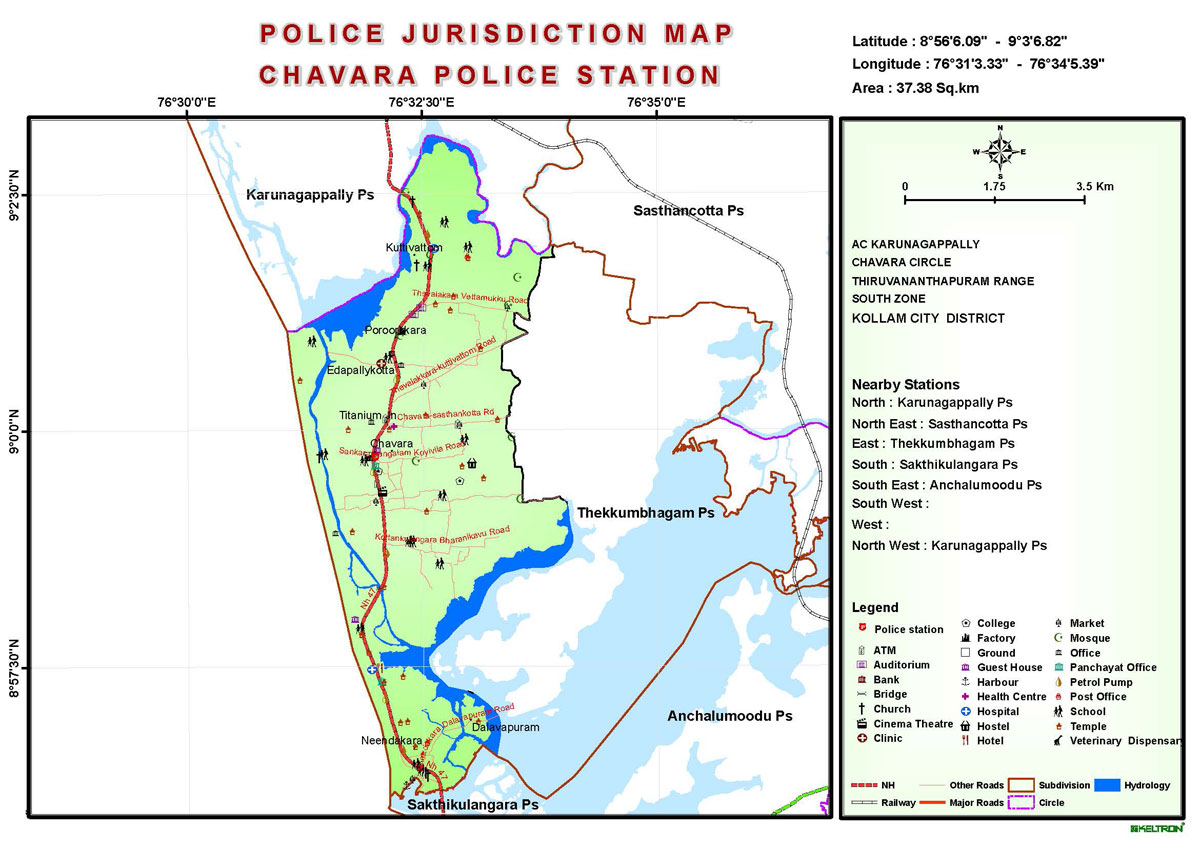 POLICE JURISDICTION MAP
CHAVARA POLICE STATION
Latitude : 8°56'6.09" - 9°3'6.82"
Longitude : 76°31'3.33" - 76°34'5.39"
Area : 37.38 Sq.km
76°30'0"E
76°32'30"E
76°35'0"E
9°2'30"N
9°0'0"N
8°57'30"N
Karunagappally Ps
Sasthancotta Ps
Kuttivattom
Thevalakara Vettamukku Road
Poroorkara
Thevalakkara-kuttivattom Road
Edapallykotta
Titanium Jn
Chavara-sasthankotta Rd
Chavara
Sankaramangalam Koyivila Road
Thekkumbhagam Ps
Kottankulangara Bharanikavu Road
Nh 47
Anchalumoodu Ps
Dalavapuram Road
Dalavapuram
Neendakara
Nh 47
Sakthikulangara Ps
N
W
E
S
0
1.75
3.5 Km
AC KARUNAGAPPALLY
CHAVARA CIRCLE
THIRUVANANTHAPURAM RANGE
SOUTH ZONE
KOLLAM CITY DISTRICT
Nearby Stations
North : Karunagappally Ps
North East : Sasthancotta Ps
East : Thekkumbhagam Ps
South : Sakthikulangara Ps
South East : Anchalumoodu Ps
South West :
West :
North West : Karunagappally Ps
Legend
Police station
ATM
Auditorium
Bank
Bridge
Church
Cinema Theatre
Clinic
College
Factory
Ground
Guest House
Harbour
Health Centre
Hospital
Hostel
Hotel
Market
Mosque
Office
Panchayat Office
Petrol Pump
Post Office
School
Temple
Veterinary Dispensar
NH
Other Roads
Subdivision
Hydrology
Railway
Major Roads
Circle
KELTRON